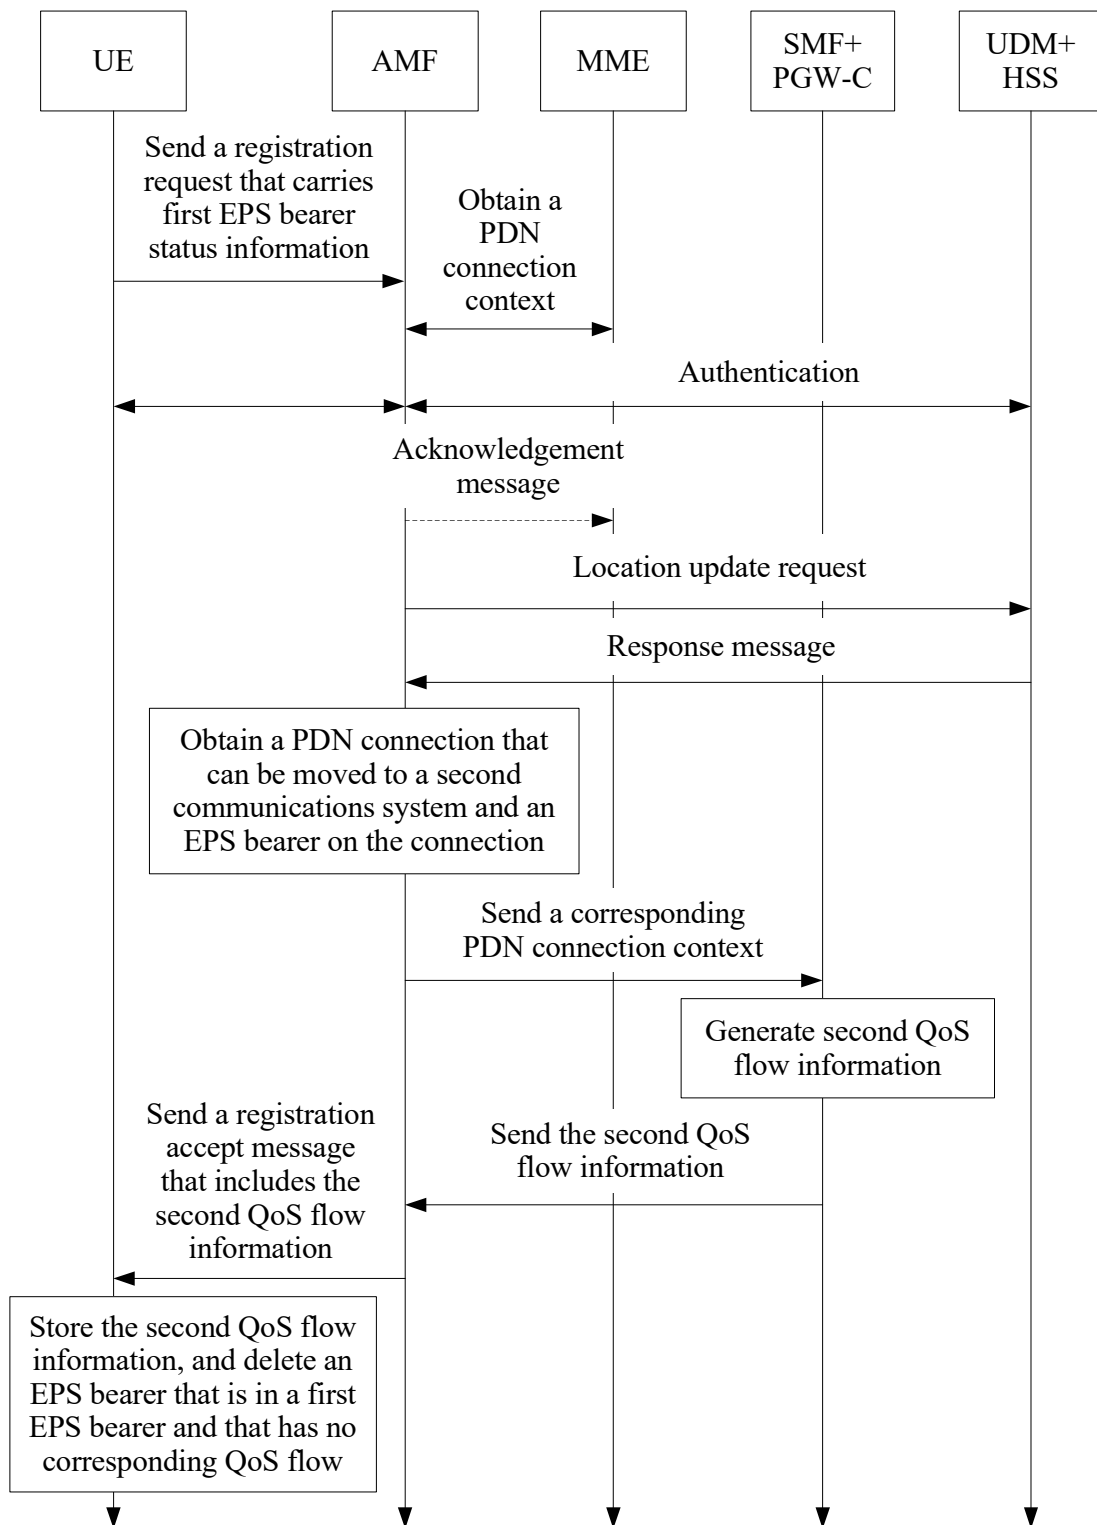 UE
AMF
MME
SMF+
PGW-C
UDM+
HSS
Send a registration
request that carries
first EPS bearer
status information
Obtain a
PDN
connection
context
Authentication
Acknowledgement
message
Location update request
Response message
Obtain a PDN connection that
can be moved to a second
communications system and an
EPS bearer on the connection
Send a corresponding
PDN connection context
Generate second QoS
flow information
Send the second QoS
flow information
Send a registration
accept message
that includes the
second QoS flow
information
Store the second QoS flow
information, and delete an
EPS bearer that is in a first
EPS bearer and that has no
corresponding QoS flow